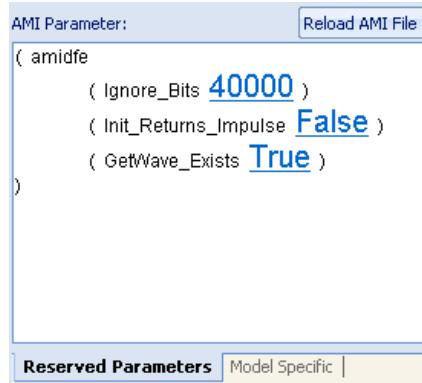 AMI Parameter: Reload AMI File
( amidfe
( Ignore_Bits 40000 )
( Init_Returns_Impulse False )
( GetWave_Exists True )
)
Reserved Parameters Model Specific